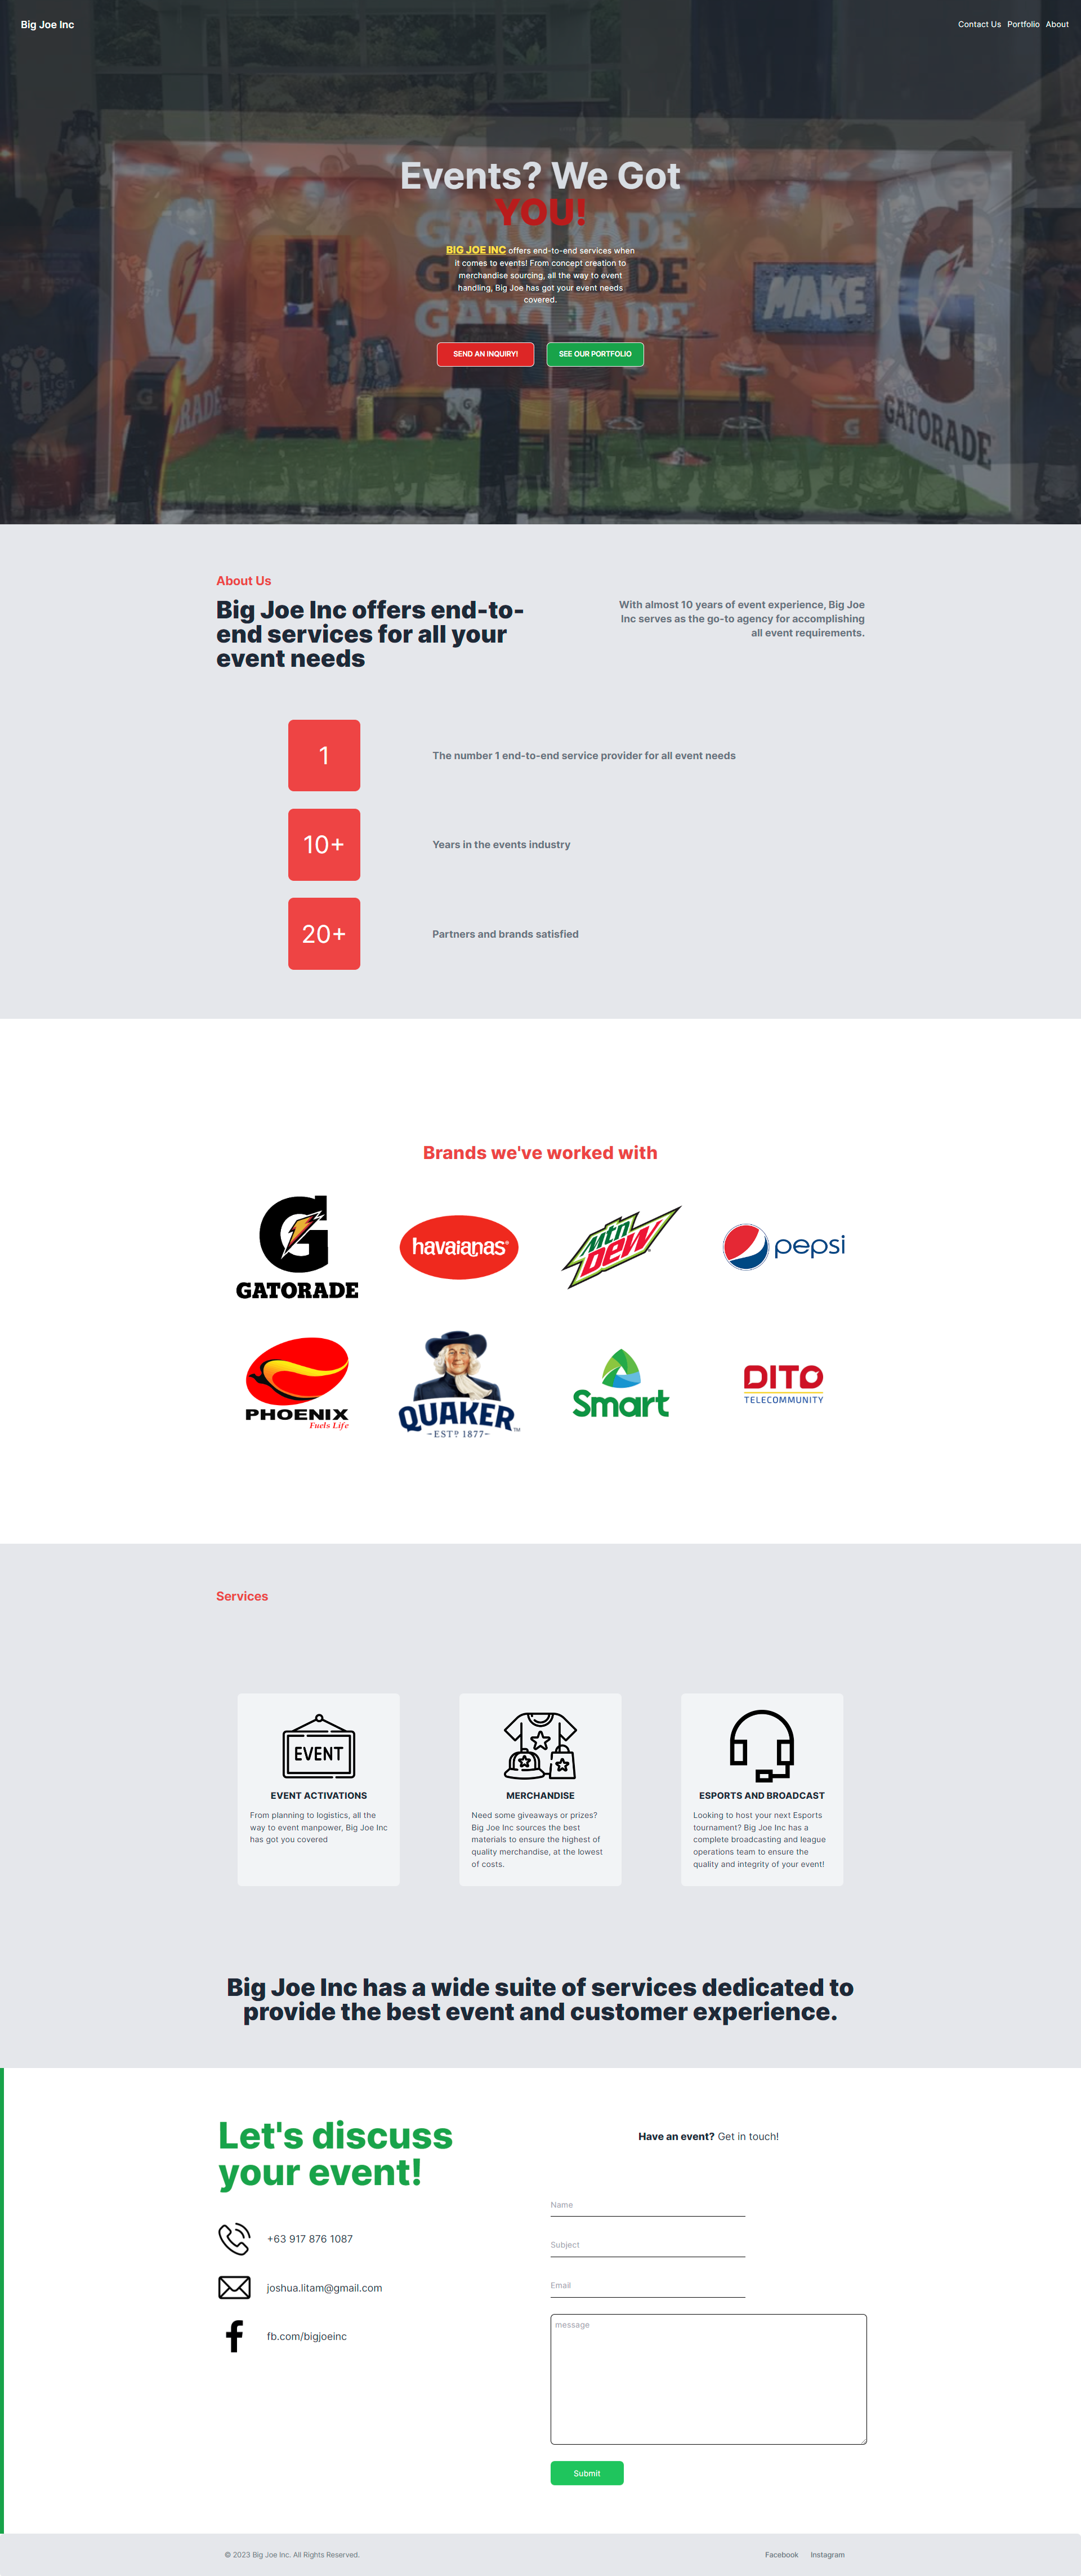 Big Joe Inc
Contact Us Portfolio About
Events? We Got
YOU!
BIG JOE INC offers end-to-end services when
it comes to events! From concept creation to
merchandise sourcing, all the way to event
handling, Big Joe has got your event needs
covered.
SEND AN INQUIRY!
SEE OUR PORTFOLIO
GATORADE
GATORADE
GATORADE
MAKE
GATORADE
About Us
Big Joe Inc offers end-to-
end services for all your
event needs
With almost 10 years of event experience, Big Joe
Inc serves as the go-to agency for accomplishing
all event requirements.
1
The number 1 end-to-end service provider for all event needs
10+
Years in the events industry
20+
Partners and brands satisfied
Brands we've worked with
G
GATORADE
havaianas®
Mtn
DEW
pepsi
PHOENIX
Fuels Life
QUAKER™
-ESTD 1877-
Smart
DITO
TELECOMMUNITY
Services
EVENT
EVENT ACTIVATIONS
From planning to logistics, all the
way to event manpower, Big Joe Inc
has got you covered
MERCHANDISE
Need some giveaways or prizes?
Big Joe Inc sources the best
materials to ensure the highest of
quality merchandise, at the lowest
of costs.
ESPORTS AND BROADCAST
Looking to host your next Esports
tournament? Big Joe Inc has a
complete broadcasting and league
operations team to ensure the
quality and integrity of your event!
Big Joe Inc has a wide suite of services dedicated to
provide the best event and customer experience.
Let's discuss
your event!
+63 917 876 1087
joshua.litam@gmail.com
fb.com/bigjoeinc
Have an event? Get in touch!
Name
Subject
Email
message
Submit
© 2023 Big Joe Inc. All Rights Reserved.
Facebook Instagram